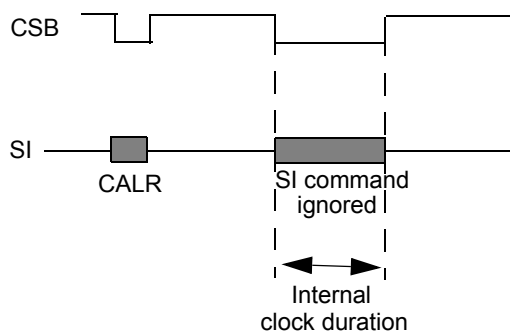 CSB
SI
CALR
SI command
ignored
Internal
clock duration